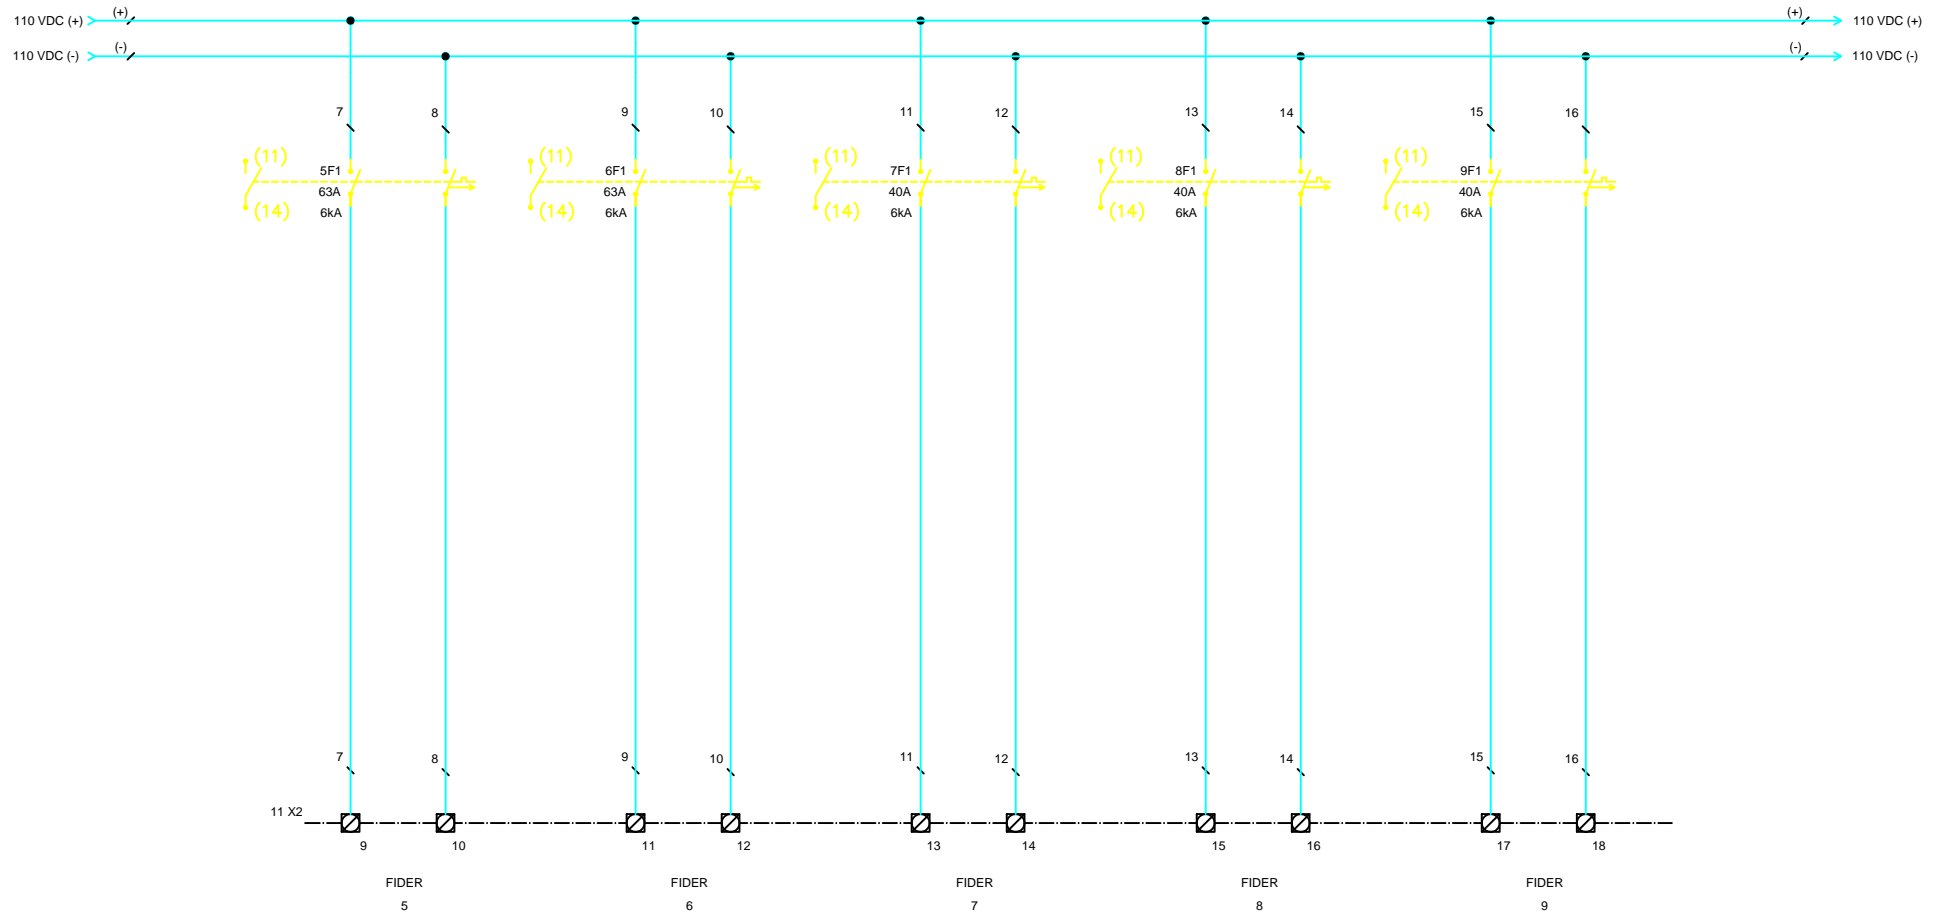 110 VDC (+) (+) (+) 110 VDC (+)
110 VDC (-) (-) (-) 110 VDC (-)
7 8 9 10 11 12 13 14 15 16
(11) (11) (11) (11) (11)
5F1 6F1 7F1 8F1 9F1
63A 63A 40A 40A 40A
(14) 6kA (14) 6kA (14) 6kA (14) 6kA (14) 6kA
7 8 9 10 11 12 13 14 15 16
11 X2
9 10 11 12 13 14 15 16 17 18
FIDER FIDER FIDER FIDER FIDER
5 6 7 8 9